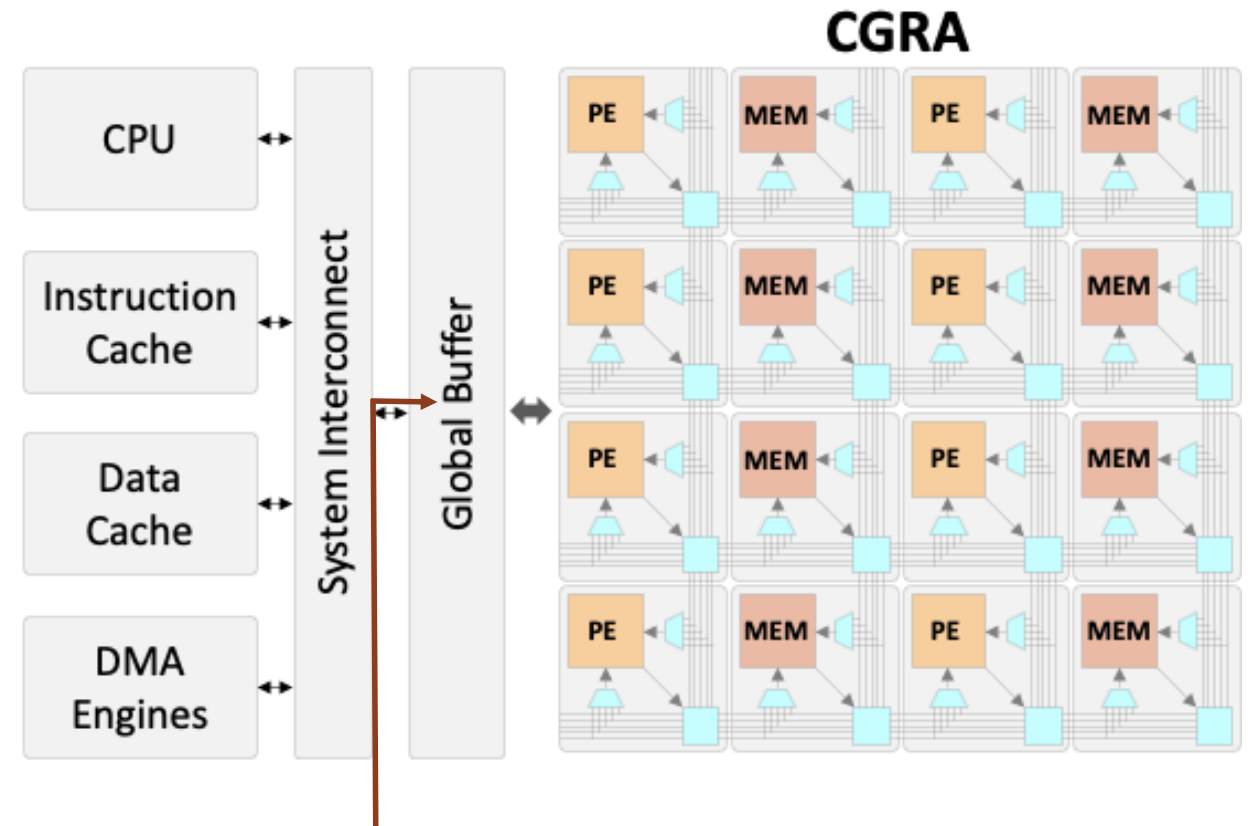 CGRA
CPU
Instruction
Cache
Data
Cache
DMA
Engines
System Interconnect
Global Buffer
PE
MEM
PE
MEM
PE
MEM
PE
MEM
PE
MEM
PE
MEM
PE
MEM
PE
MEM